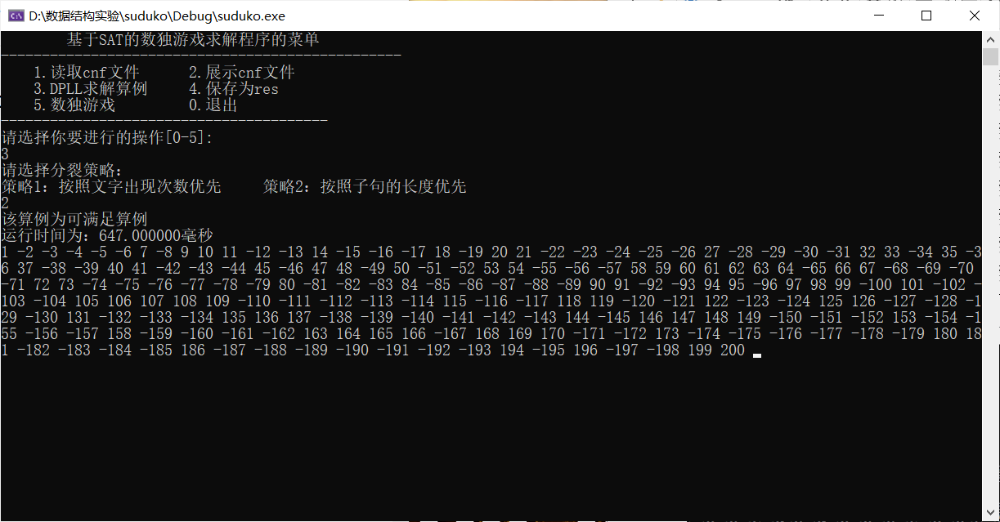 D:\数据结构实验\suduko\Debug\suduko.exe
基于SAT的数独游戏求解程序的菜单
-------------------------------------------------
1.读取cnf文件 2.展示cnf文件
3.DPLL求解算例 4.保存为res
5.数独游戏 0.退出
----------------------------------------
请选择你要进行的操作[0-5]:
3
请选择分裂策略：
策略1：按照文字出现次数优先 策略2：按照子句的长度优先
2
该算例为可满足算例
运行时间为：647.000000毫秒
1 -2 -3 -4 -5 -6 7 -8 9 10 11 -12 -13 14 -15 -16 -17 18 -19 20 21 -22 -23 -24 -25 -26 27 -28 -29 -30 -31 32 33 -34 35 -3
6 37 -38 -39 40 41 -42 -43 -44 45 -46 47 48 -49 50 -51 -52 53 54 -55 -56 -57 58 59 60 61 62 63 64 -65 66 67 -68 -69 -70
-71 72 73 -74 -75 -76 -77 -78 -79 80 -81 -82 -83 84 -85 -86 -87 -88 -89 90 91 -92 -93 94 95 -96 97 98 99 -100 101 -102 -
103 -104 105 106 107 108 109 -110 -111 -112 -113 -114 115 -116 -117 118 119 -120 -121 122 -123 -124 125 126 -127 -128 -1
29 -130 131 -132 -133 -134 135 136 137 -138 -139 -140 -141 -142 -143 144 -145 146 147 148 149 -150 -151 -152 153 -154 -1
55 -156 -157 158 -159 -160 -161 -162 163 164 165 166 -167 168 169 170 -171 -172 173 -174 -175 -176 -177 -178 -179 180 18
1 -182 -183 -184 -185 186 -187 -188 -189 -190 -191 -192 -193 194 -195 196 -197 -198 199 200